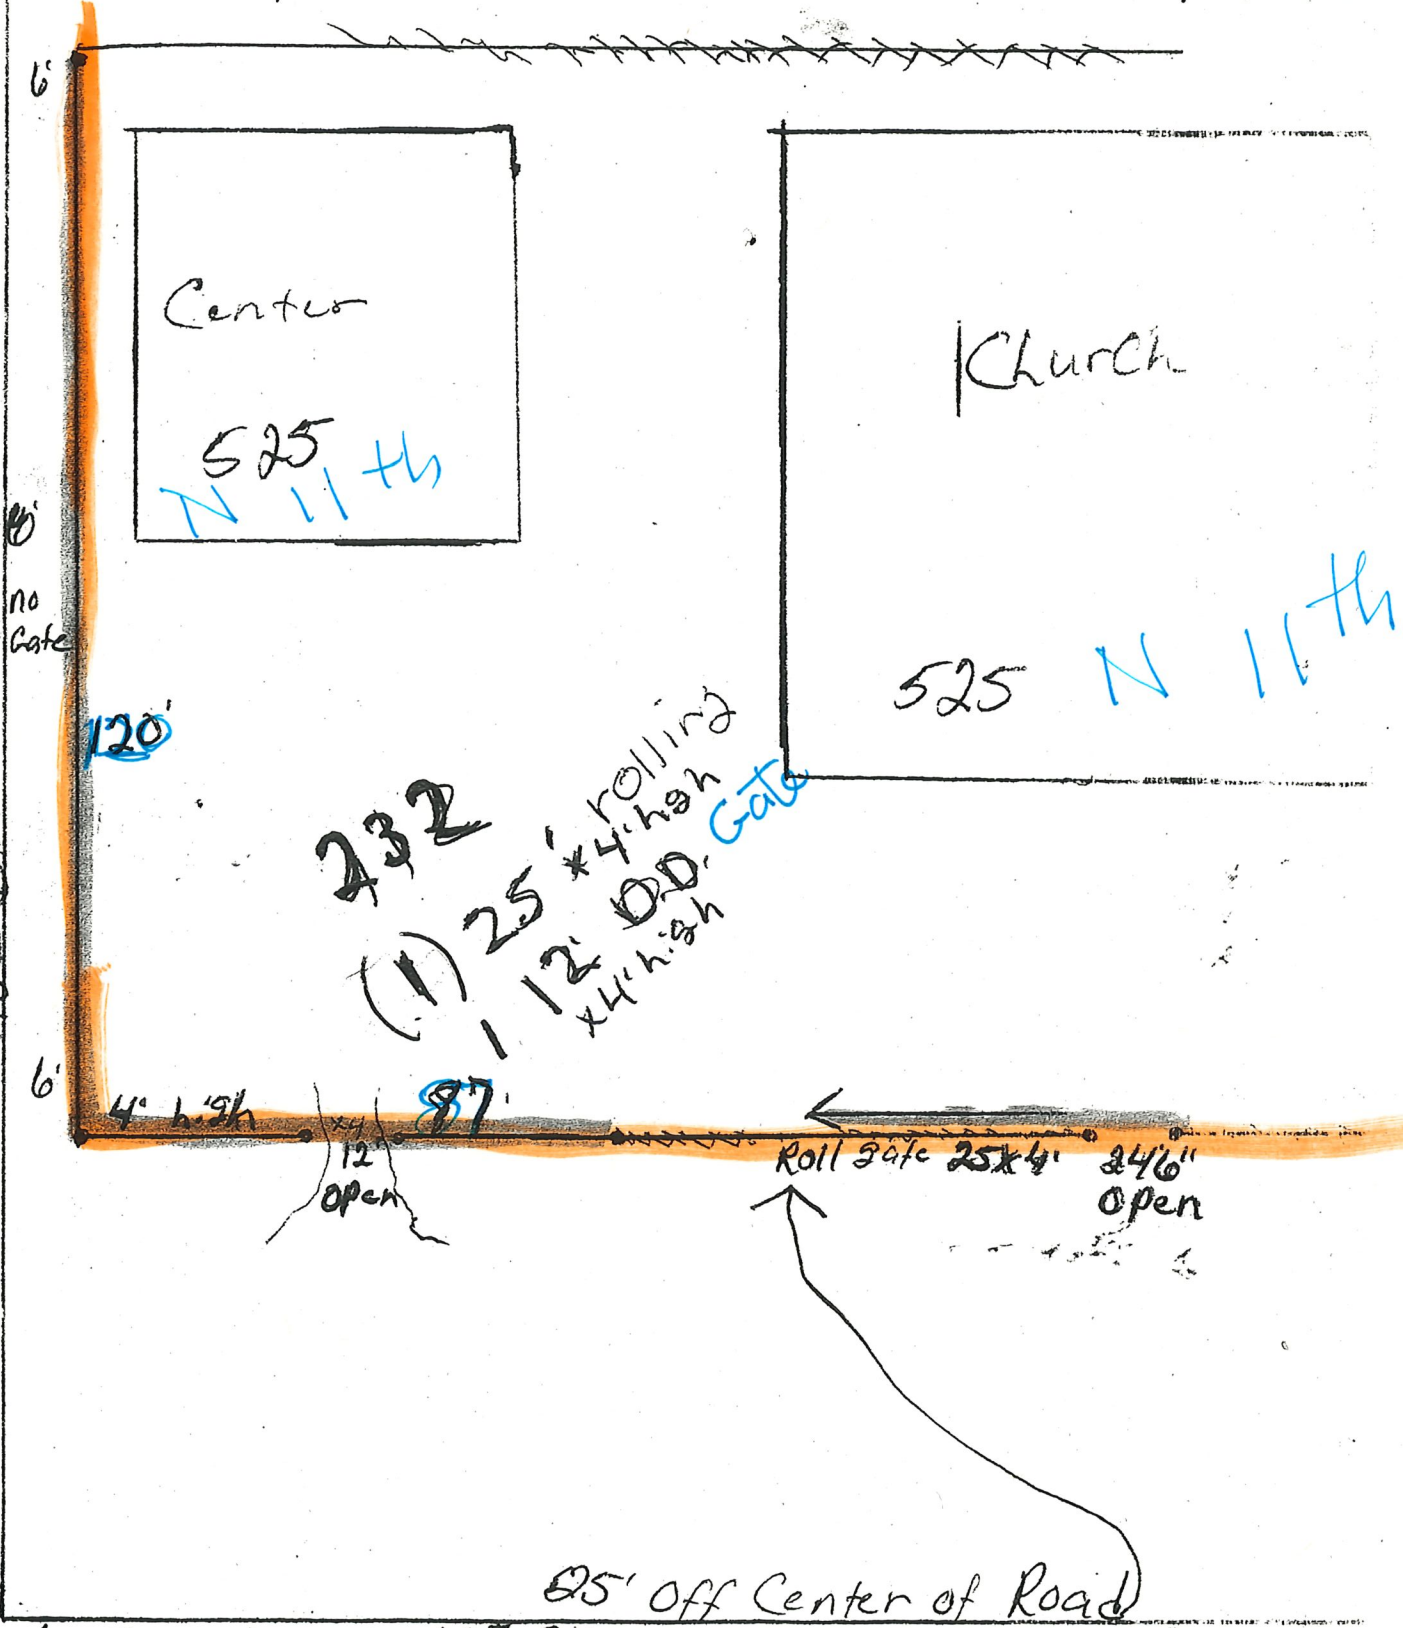 6'
Center
525
N 11th
Church
525 N 11th
no
Gate
120'
232
(1) 25' rolling
x 4' high
1 12' D.D. Gate
x 4' high
6'
4' high
x4
12
open
87'
Roll gate 25x4'
24'6"
open
25' Off Center of Road